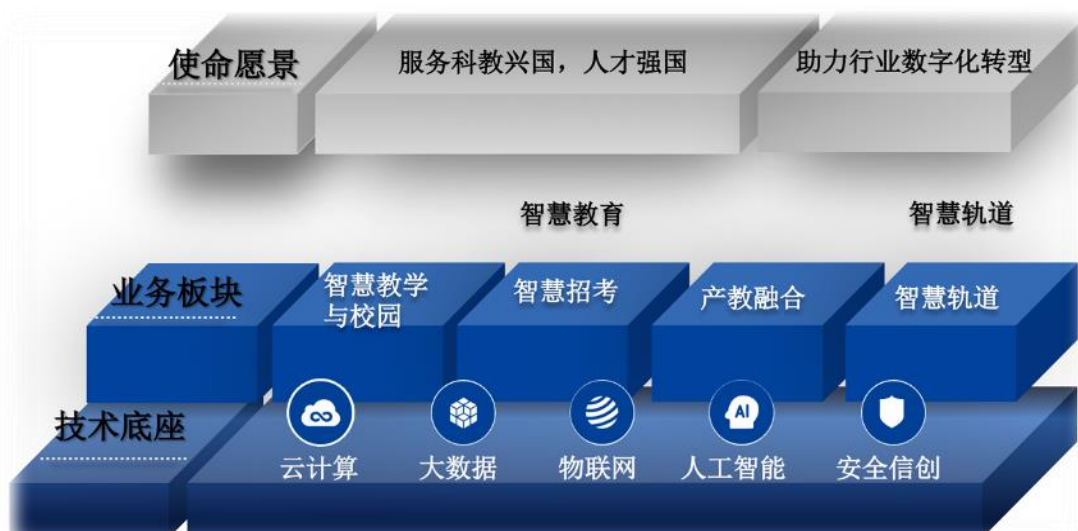 使命愿景
服务科教兴国，人才强国
助力行业数字化转型
智慧教育
智慧轨道
业务板块
智慧教学
与校园
智慧招考
产教融合
智慧轨道
技术底座
AI
云计算
大数据
物联网
人工智能
安全信创